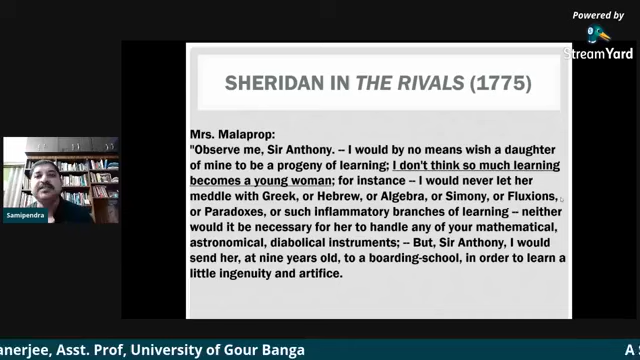 Powered by
StreamYard
SHERIDAN IN THE RIVALS (1775)
Mrs. Malaprop:
"Observe me, Sir Anthony. -- I would by no means wish a daughter
of mine to be a progeny of learning; I don't think so much learning
becomes a young woman; for instance -- I would never let her
meddle with Greek, or Hebrew, or Algebra, or Simony, or Fluxions,
or Paradoxes, or such inflammatory branches of learning -- neither
would it be necessary for her to handle any of your mathematical,
astronomical, diabolical instruments; -- But, Sir Anthony, I would
send her, at nine years old, to a boarding-school, in order to learn a
little ingenuity and artifice.
Samipendra
anerjee, Asst. Prof, University of Gour Banga
A S